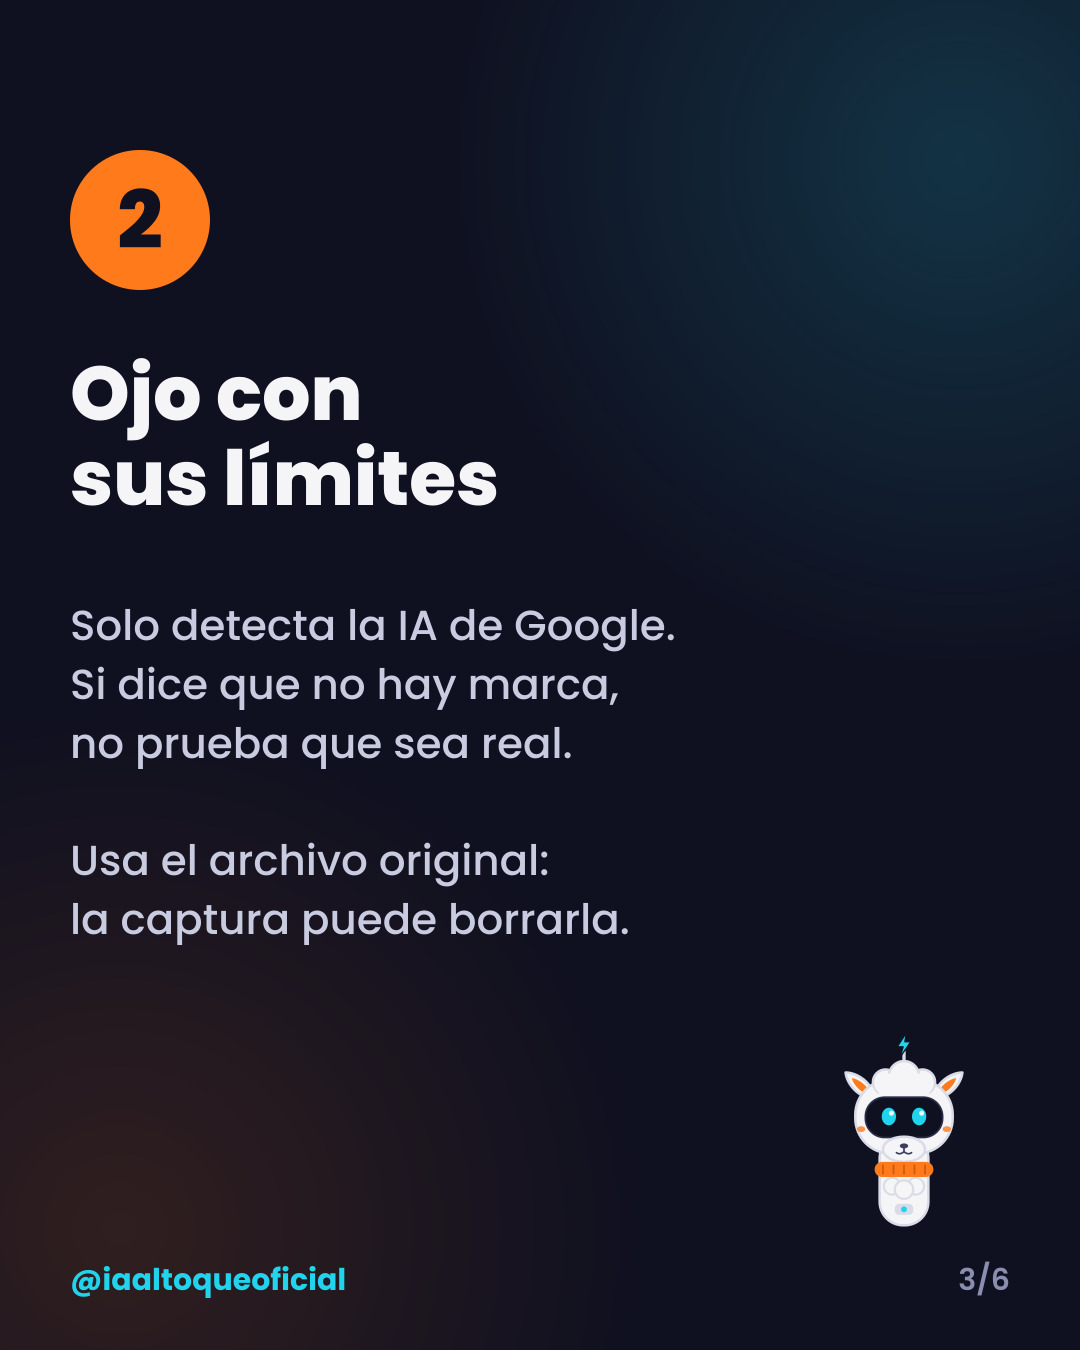 2
Ojo con
sus límites
Solo detecta la IA de Google.
Si dice que no hay marca,
no prueba que sea real.
Usa el archivo original:
la captura puede borrarla.
@iaaltoqueoficial
3/6